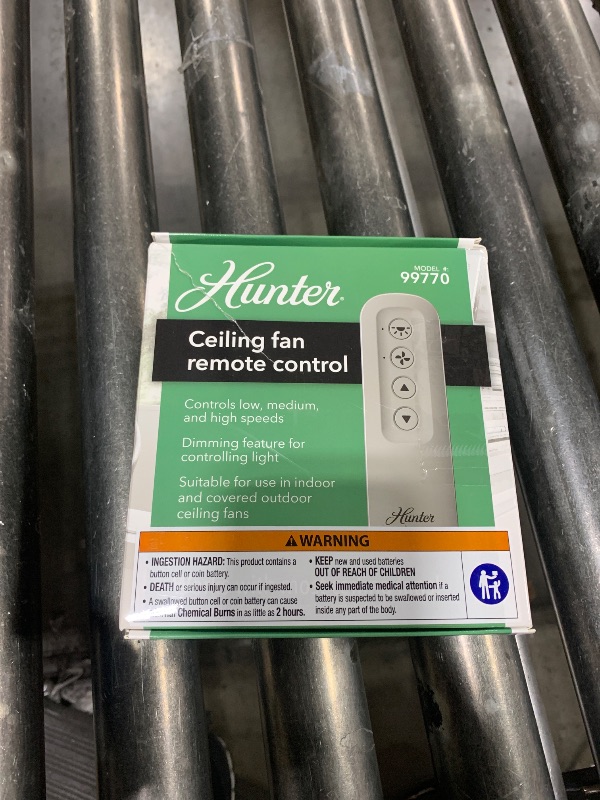 Hunter®
MODEL #:
99770
Ceiling fan
remote control
Controls low, medium,
and high speeds
Dimming feature for
controlling light
Suitable for use in indoor
and covered outdoor
ceiling fans
Hunter
WARNING
• INGESTION HAZARD: This product contains a
button cell or coin battery.
• DEATH or serious injury can occur if ingested.
• A swallowed button cell or coin battery can cause
Chemical Burns in as little as 2 hours.
• KEEP new and used batteries
OUT OF REACH OF CHILDREN
• Seek immediate medical attention if a
battery is suspected to be swallowed or inserted
inside any part of the body.